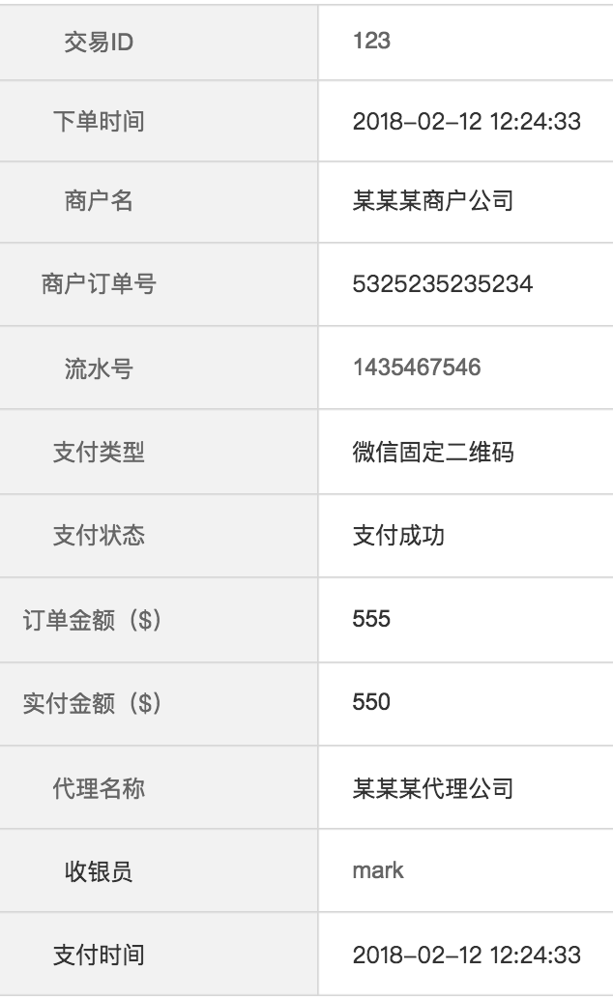 交易ID 123
下单时间 2018-02-12 12:24:33
商户名 某某某商户公司
商户订单号 5325235235234
流水号 1435467546
支付类型 微信固定二维码
支付状态 支付成功
订单金额（$） 555
实付金额（$） 550
代理名称 某某某代理公司
收银员 mark
支付时间 2018-02-12 12:24:33